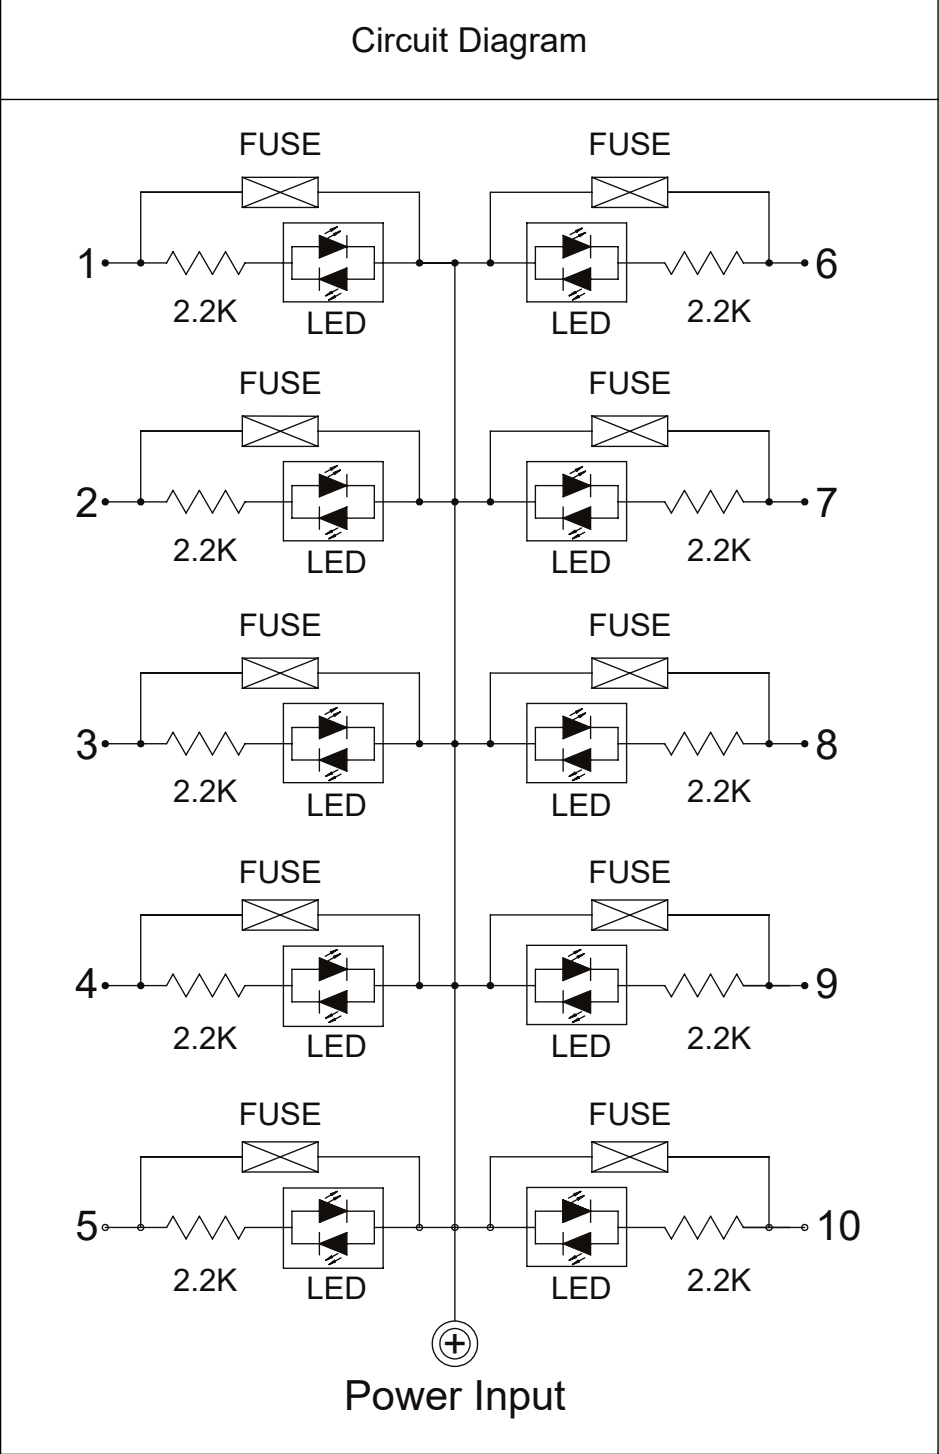 Circuit Diagram
FUSE FUSE
1 6
2.2K LED LED 2.2K
FUSE FUSE
2 7
2.2K LED LED 2.2K
FUSE FUSE
3 8
2.2K LED LED 2.2K
FUSE FUSE
4 9
2.2K LED LED 2.2K
FUSE FUSE
5 10
2.2K LED LED 2.2K
+
Power Input